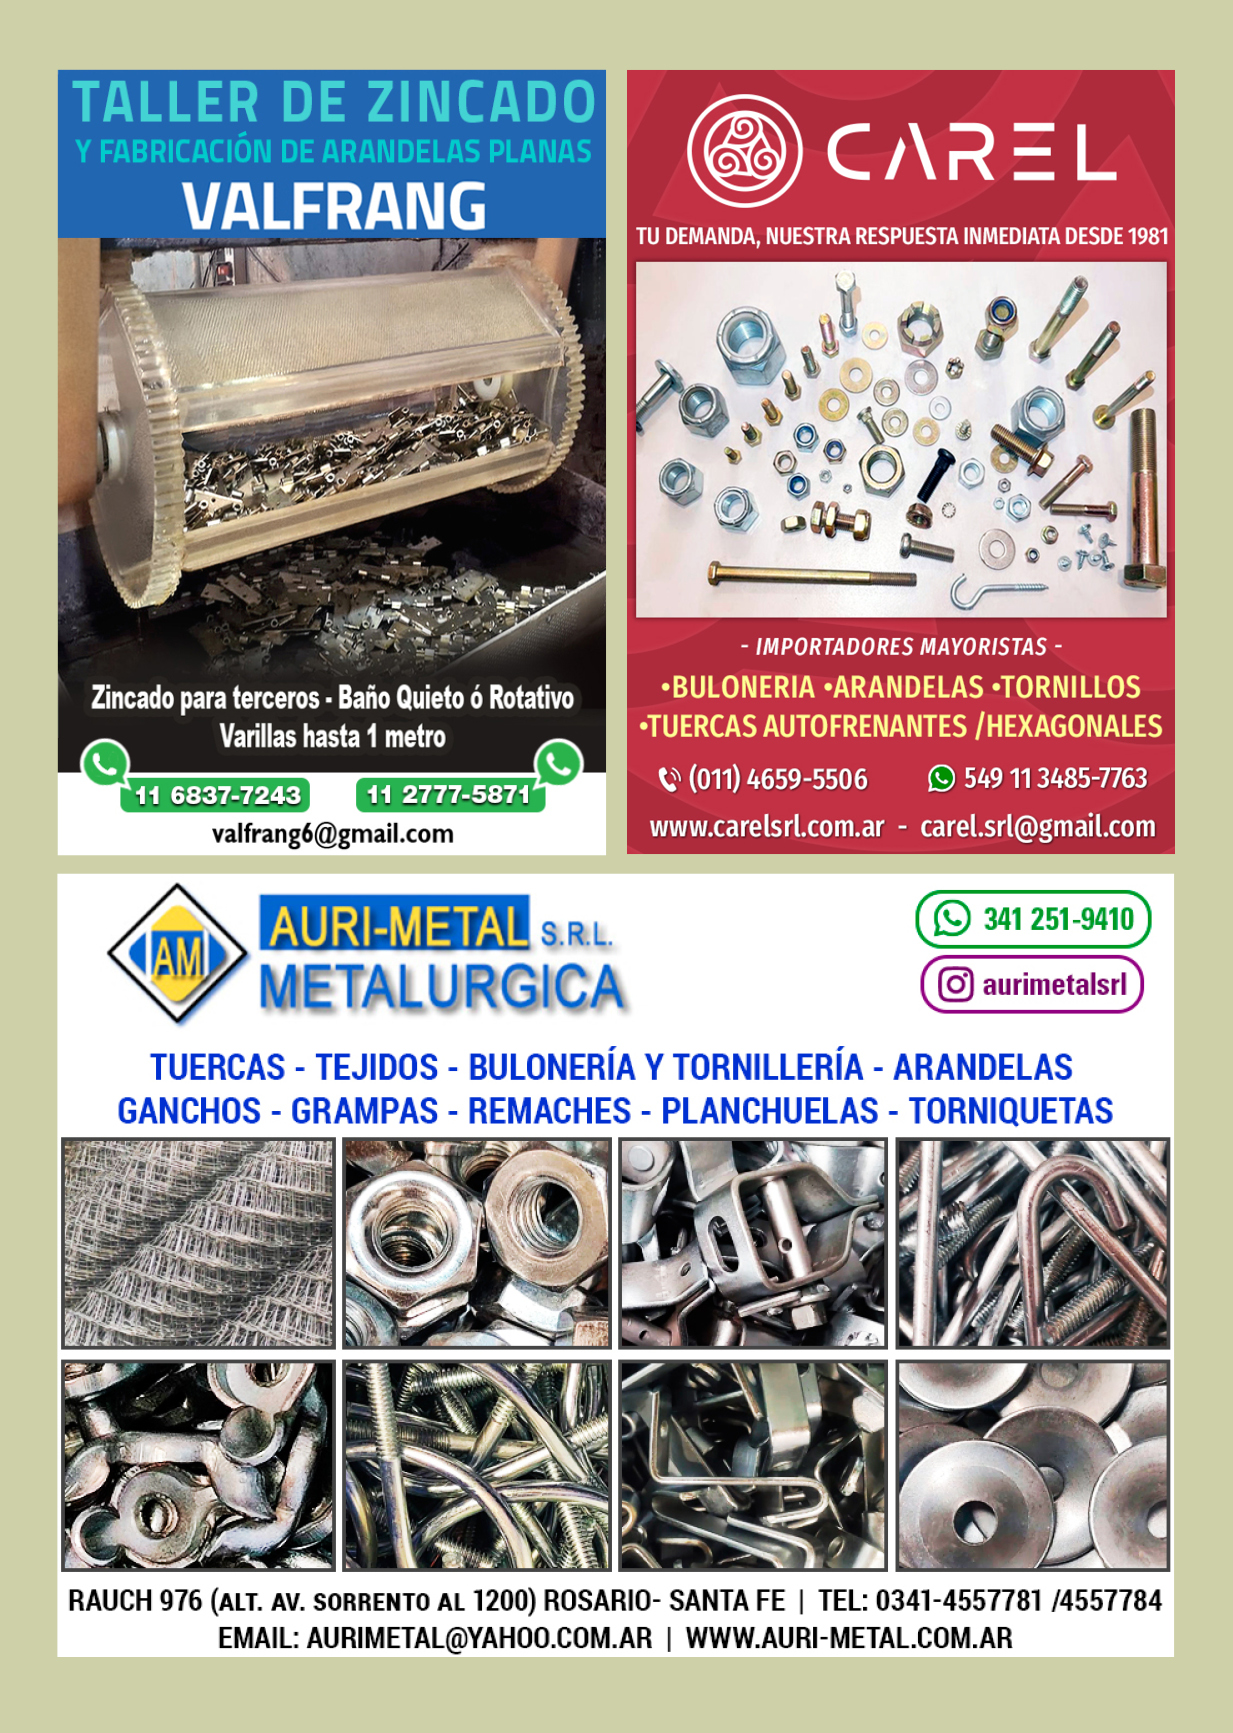 TALLER DE ZINCADO
Y FABRICACIÓN DE ARANDELAS PLANAS
VALFRANG
Zincado para terceros - Baño Quieto ó Rotativo
Varillas hasta 1 metro
11 6837-7243
11 2777-5871
valfrang6@gmail.com
CAREL
TU DEMANDA, NUESTRA RESPUESTA INMEDIATA DESDE 1981
- IMPORTADORES MAYORISTAS -
•BULONERIA •ARANDELAS •TORNILLOS
•TUERCAS AUTOFRENANTES /HEXAGONALES
(011) 4659-5506
549 11 3485-7763
www.carelsrl.com.ar - carel.srl@gmail.com
AM
AURI-METAL S.R.L.
METALURGICA
341 251-9410
aurimetalsrl
TUERCAS - TEJIDOS - BULONERÍA Y TORNILLERÍA - ARANDELAS
GANCHOS - GRAMPAS - REMACHES - PLANCHUELAS - TORNIQUETAS
RAUCH 976 (ALT. AV. SORRENTO AL 1200) ROSARIO- SANTA FE | TEL: 0341-4557781 /4557784
EMAIL: AURIMETAL@YAHOO.COM.AR | WWW.AURI-METAL.COM.AR